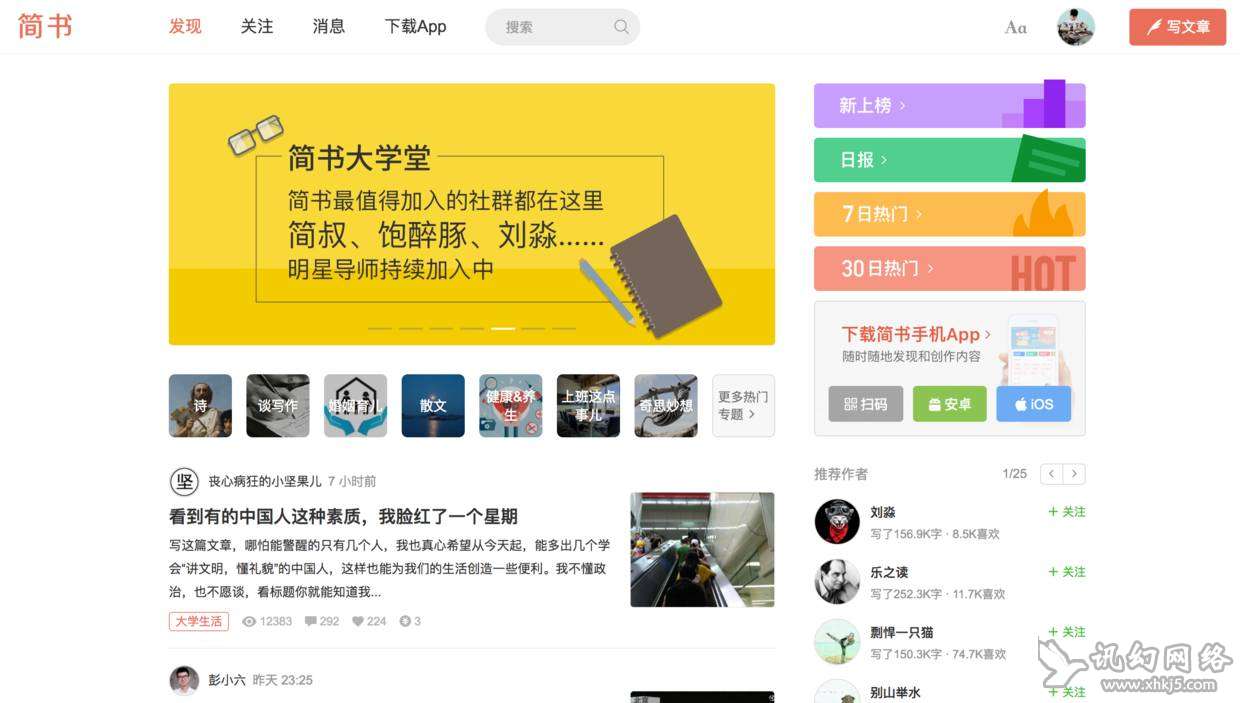 简书
发现 关注 消息 下载App 搜索 Aa 写文章
简书大学堂
简书最值得加入的社群都在这里
简叔、饱醉豚、刘淼……
明星导师持续加入中
新上榜
日报
7日热门
30日热门 HOT
下载简书手机App
随时随地发现和创作内容
扫码 安卓 iOS
诗 谈写作 婚姻育儿 散文 健康&养生 上班这点事儿 奇思妙想 更多热门专题
坚 丧心病狂的小坚果儿 7 小时前
看到有的中国人这种素质，我脸红了一个星期
写这篇文章，哪怕能警醒的只有几个人，我也真心希望从今天起，能多出几个学
会“讲文明，懂礼貌”的中国人，这样也能为我们的生活创造一些便利。我不懂政
治，也不愿谈，看标题你就能知道我...
大学生活 12383 292 224 3
彭小六 昨天 23:25
推荐作者 1/25
刘淼 + 关注
写了156.9K字 · 8.5K喜欢
乐之读 + 关注
写了252.3K字 · 11.7K喜欢
剽悍一只猫 + 关注
写了150.3K字 · 74.7K喜欢
别山举水 + 关注
讯幻网络
www.xhkj5.com